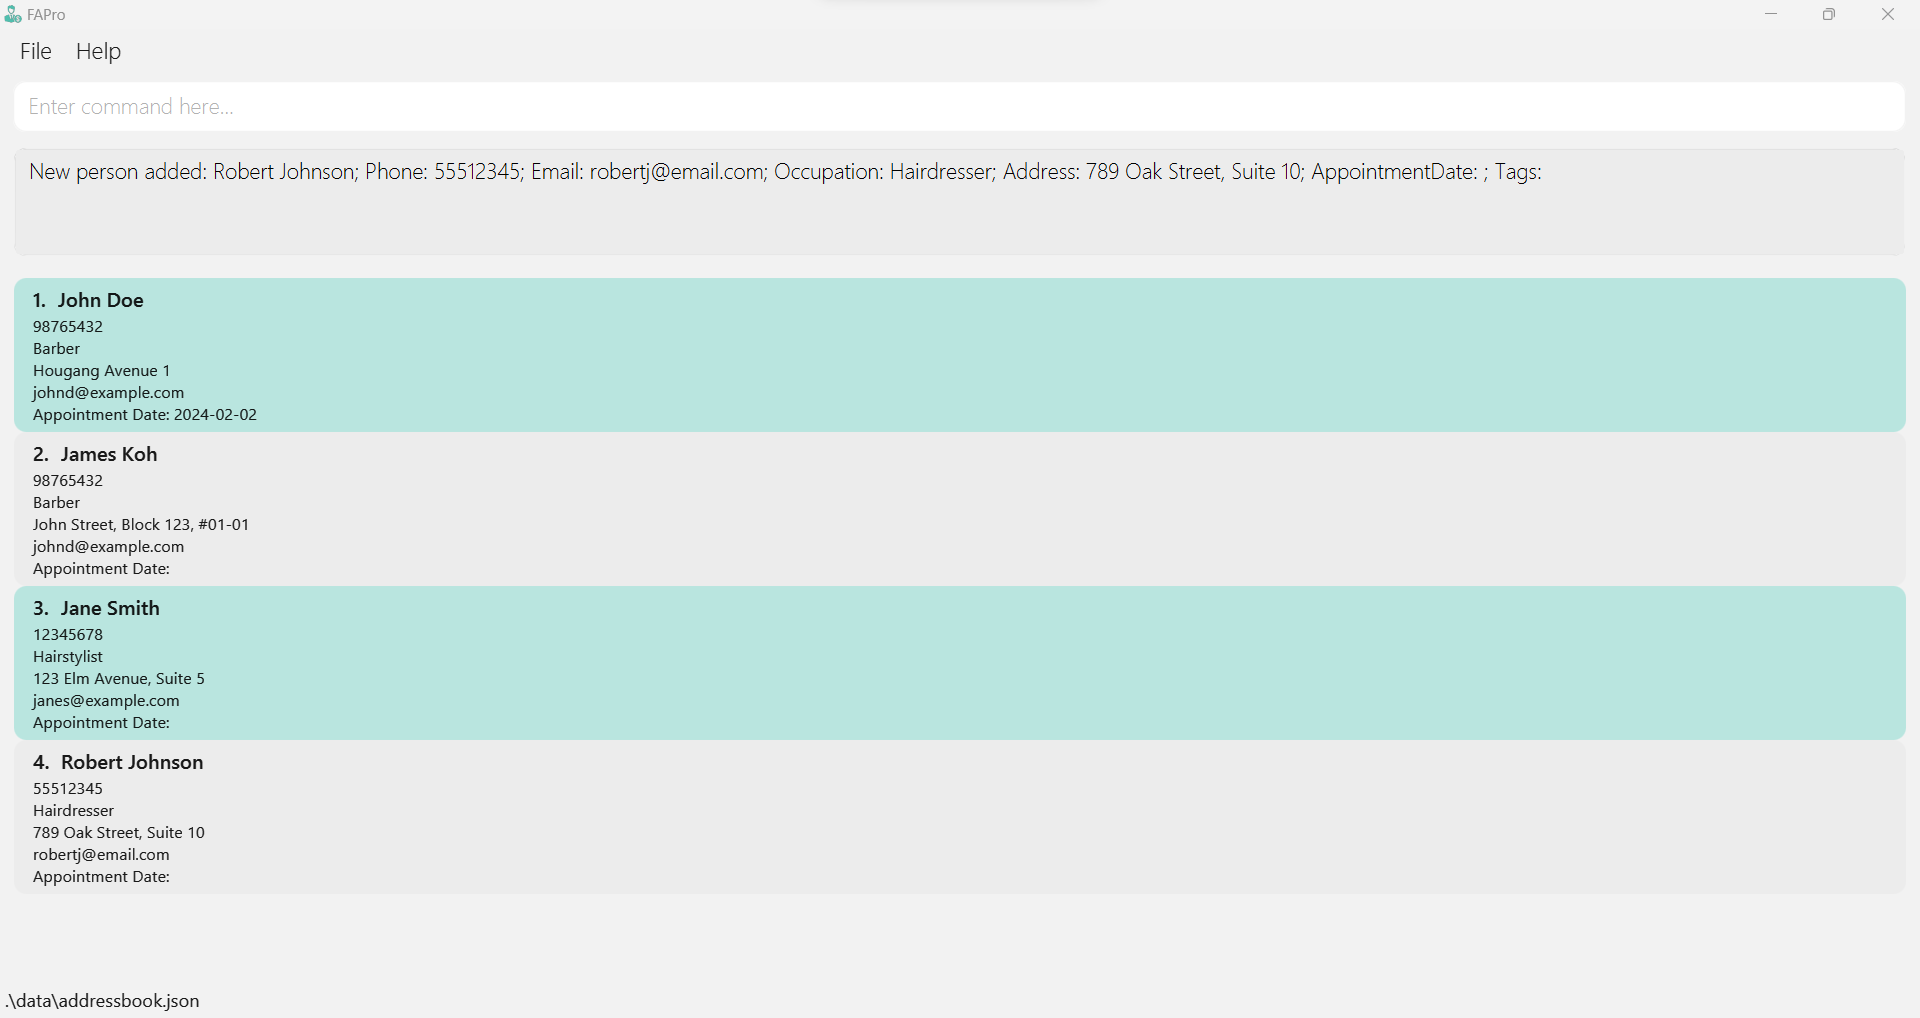 FAPro
File Help
Enter command here...
New person added: Robert Johnson; Phone: 55512345; Email: robertj@email.com; Occupation: Hairdresser; Address: 789 Oak Street, Suite 10; AppointmentDate: ; Tags:
1. John Doe
98765432
Barber
Hougang Avenue 1
johnd@example.com
Appointment Date: 2024-02-02
2. James Koh
98765432
Barber
John Street, Block 123, #01-01
johnd@example.com
Appointment Date:
3. Jane Smith
12345678
Hairstylist
123 Elm Avenue, Suite 5
janes@example.com
Appointment Date:
4. Robert Johnson
55512345
Hairdresser
789 Oak Street, Suite 10
robertj@email.com
Appointment Date:
.\data\addressbook.json